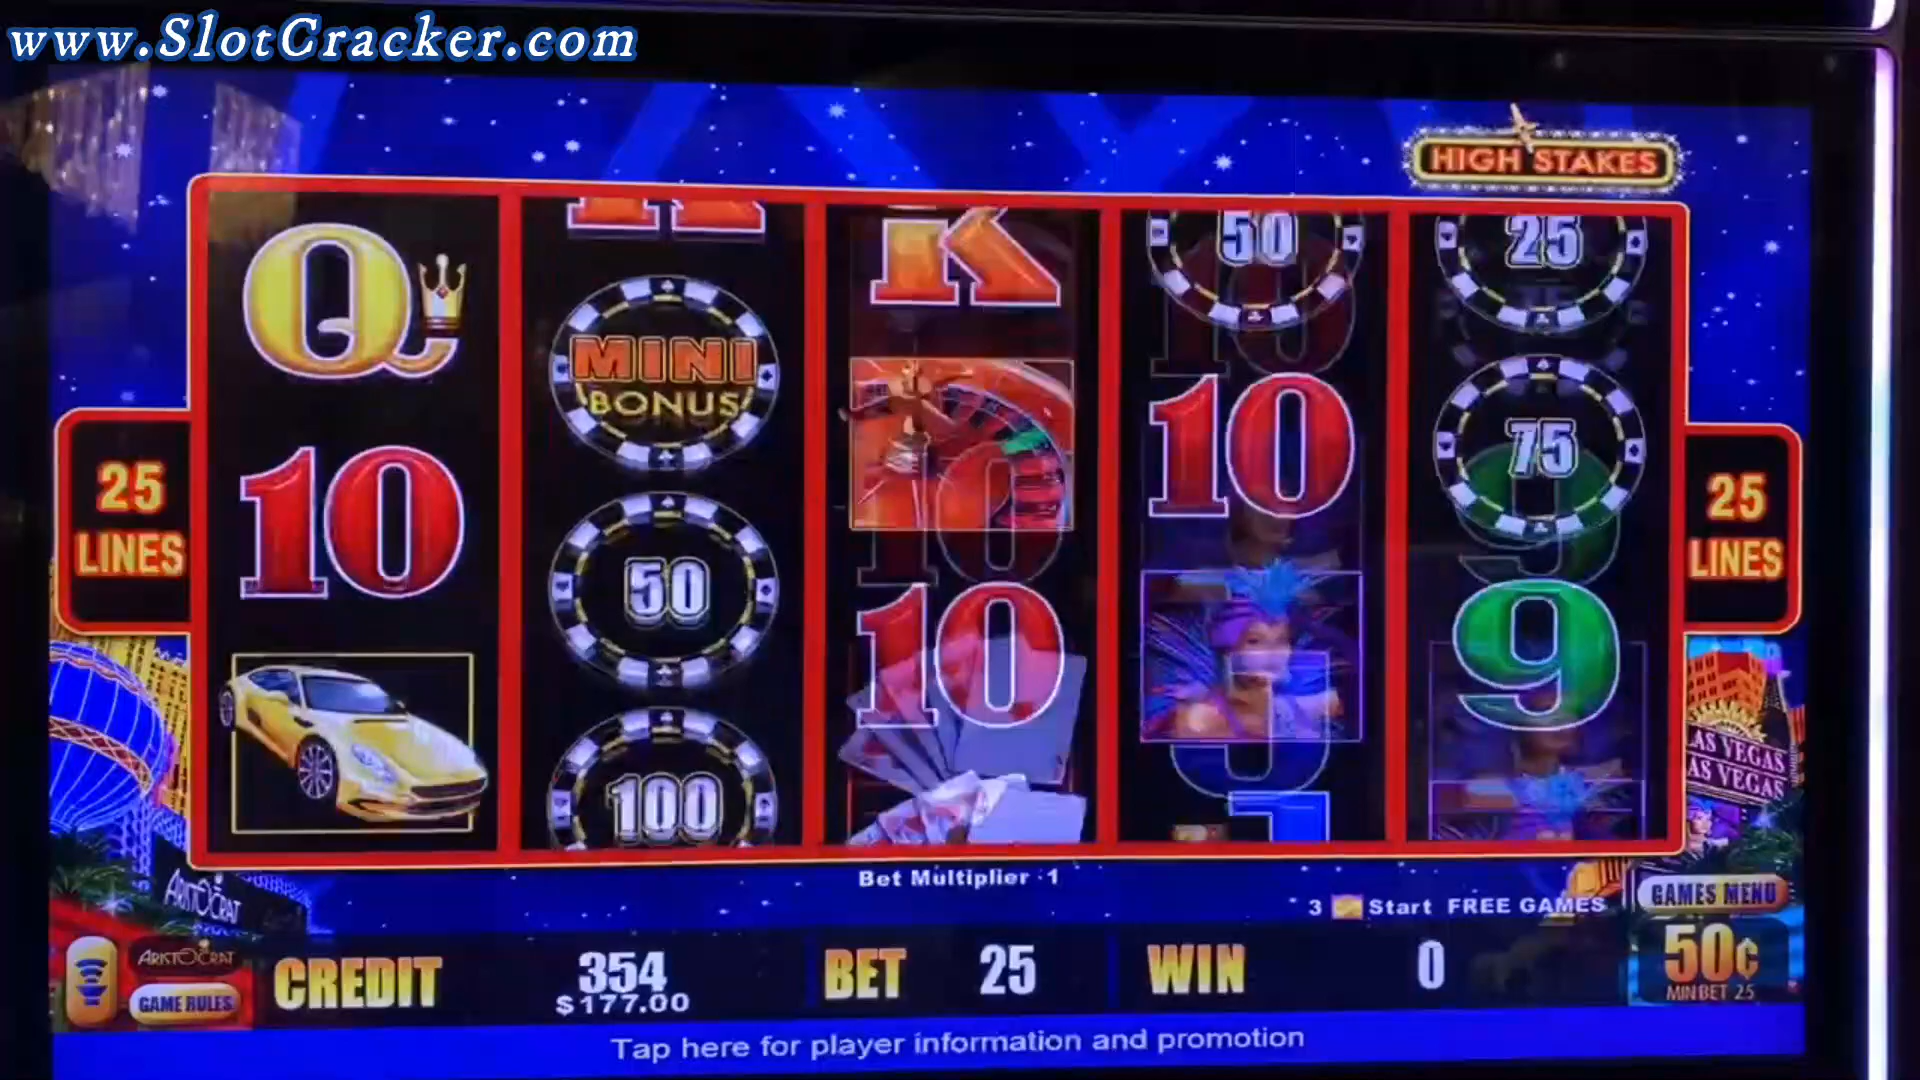 www.SlotCracker.com
HIGH STAKES
Q
K
50
25
MINI
BONUS
10
75
25
LINES
10
50
25
LINES
10
9
100
LAS VEGAS
LAS VEGAS
Bet Multiplier 1
3 Start FREE GAMES
GAMES MENU
ARISTOCRAT
ARISTOCRAT
GAME RULES
CREDIT
354
$177.00
BET
25
WIN
0
50¢
MIN BET 25
Tap here for player information and promotion